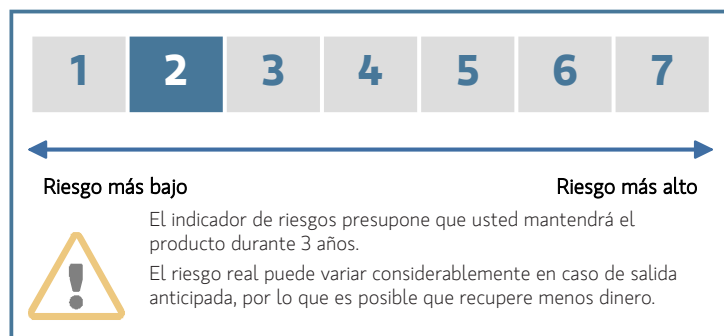 1 2 3 4 5 6 7
Riesgo más bajo Riesgo más alto
El indicador de riesgos presupone que usted mantendrá el
producto durante 3 años.
El riesgo real puede variar considerablemente en caso de salida
anticipada, por lo que es posible que recupere menos dinero.